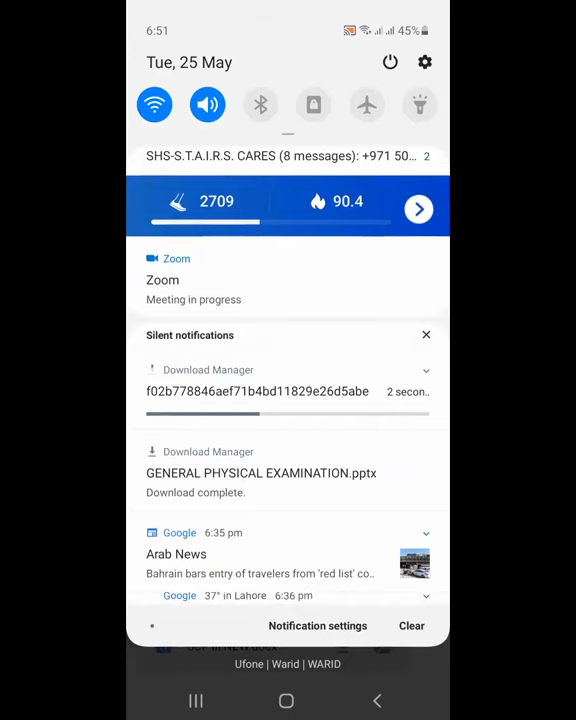 6:51
45%
Tue, 25 May
SHS-S.T.A.I.R.S. CARES (8 messages): +971 50... 2
2709
90.4
Zoom
Zoom
Meeting in progress
Silent notifications
Download Manager
f02b778846aef71b4bd11829e26d5abe 2 secon..
Download Manager
GENERAL PHYSICAL EXAMINATION.pptx
Download complete.
Google 6:35 pm
Arab News
Bahrain bars entry of travelers from 'red list' co..
Google 37° in Lahore 6:36 pm
Notification settings Clear
Ufone | Warid | WARID